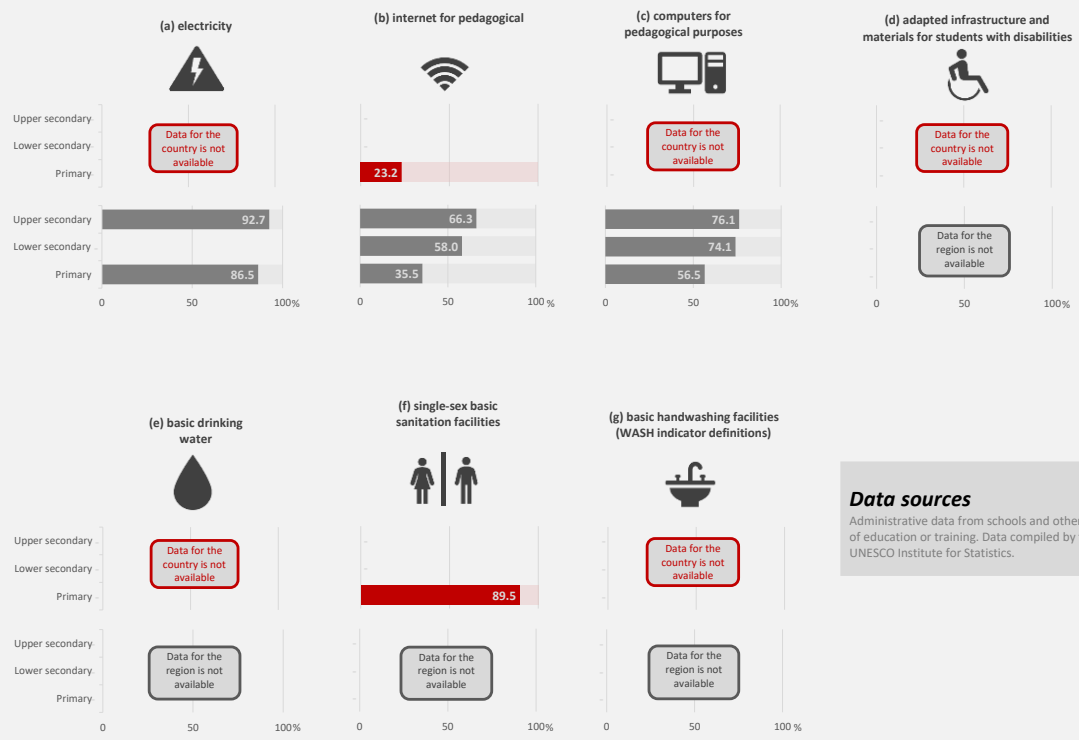 (a) electricity
(b) internet for pedagogical
(c) computers for
pedagogical purposes
(d) adapted infrastructure and
materials for students with disabilities
Upper secondary
Lower secondary
Primary
Data for the
country is not
available
23.2
Data for the
country is not
available
Data for the
country is not
available
Upper secondary
Lower secondary
Primary
92.7
86.5
66.3
58.0
35.5
76.1
74.1
56.5
Data for the
region is not
available
0 50 100%
0 50 100%
0 50 100%
0 50 100%
(e) basic drinking
water
(f) single-sex basic
sanitation facilities
(g) basic handwashing facilities
(WASH indicator definitions)
Data sources
Administrative data from schools and other
of education or training. Data compiled by
UNESCO Institute for Statistics.
Upper secondary
Lower secondary
Primary
Data for the
country is not
available
89.5
Data for the
country is not
available
Upper secondary
Lower secondary
Primary
Data for the
region is not
available
Data for the
region is not
available
Data for the
region is not
available
0 50 100%
0 50 100%
0 50 100%